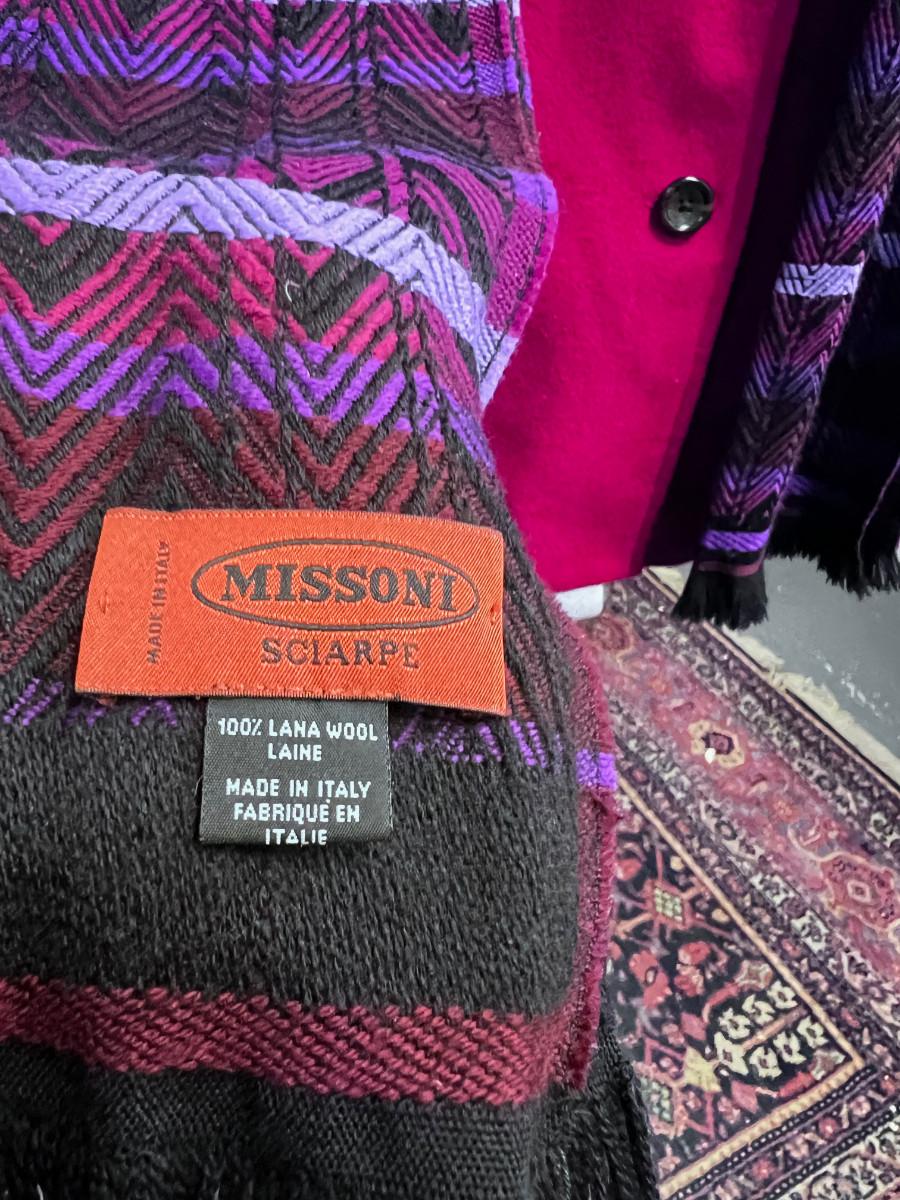 MADE IN ITALY
MISSONI
SCIARPE
100% LANA WOOL
LAINE
MADE IN ITALY
FABRIQUÉ EN
ITALIE